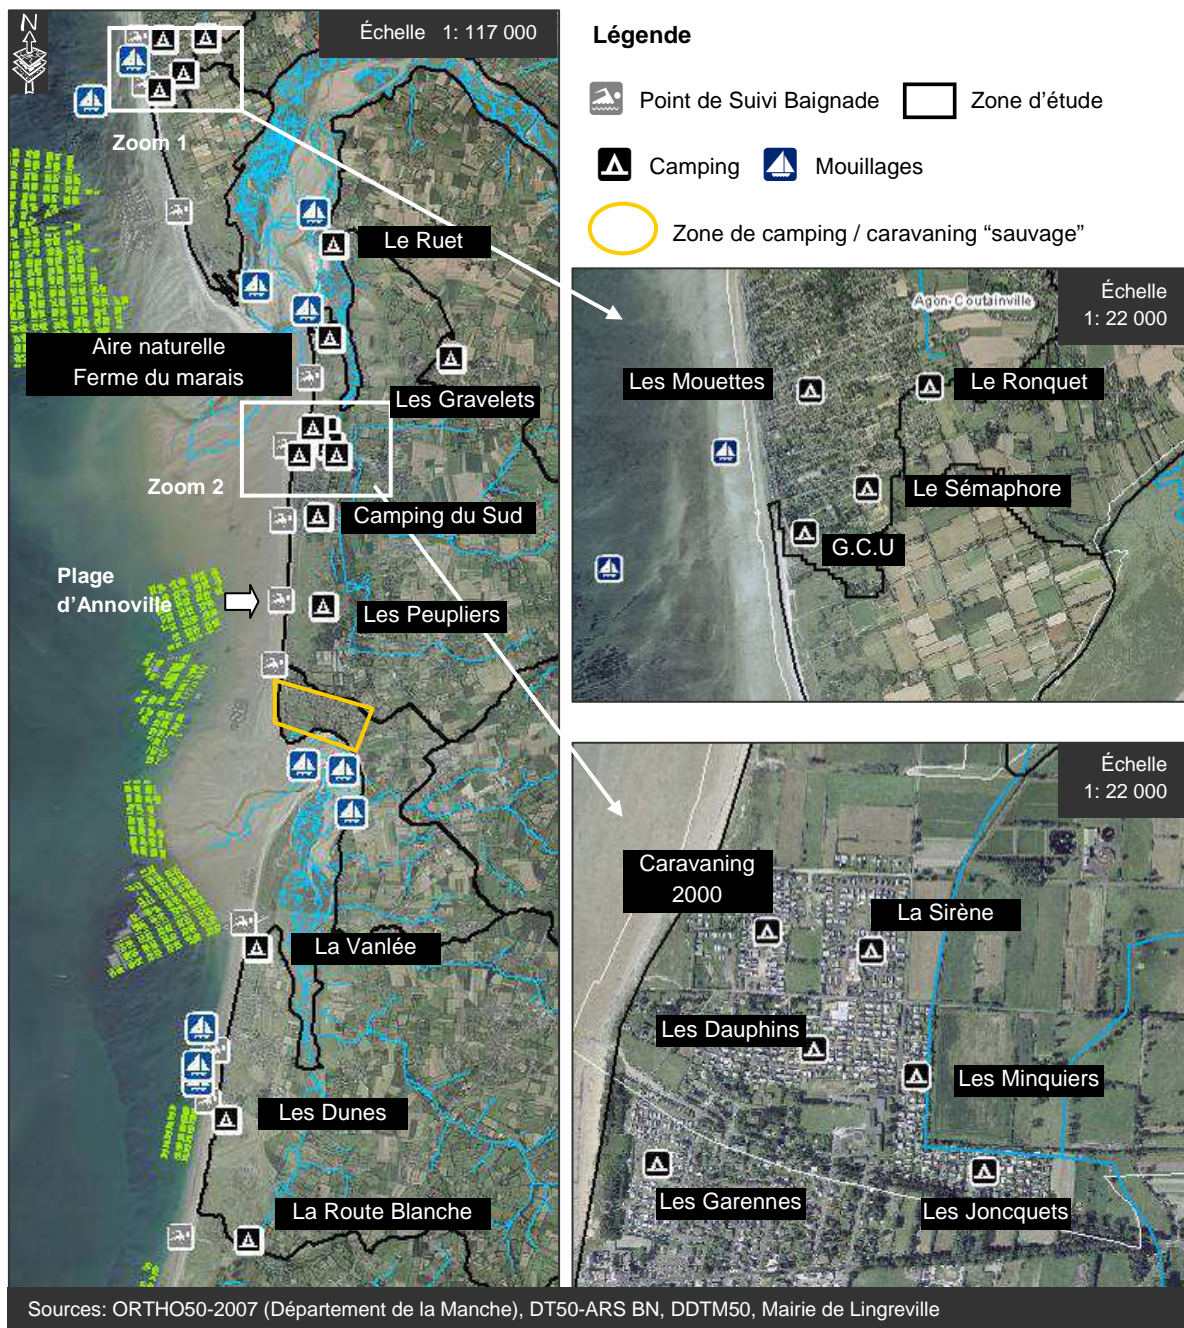 N
Échelle 1: 117 000
Zoom 1
Le Ruet
Aire naturelle
Ferme du marais
Les Gravelets
Zoom 2
Camping du Sud
Plage
d'Annoville
Les Peupliers
La Vanlée
Les Dunes
La Route Blanche
Légende
Point de Suivi Baignade
Zone d'étude
Camping
Mouillages
Zone de camping / caravaning “sauvage”
Agon-Coutainville
Échelle
1: 22 000
Les Mouettes
Le Ronquet
Le Sémaphore
G.C.U
Échelle
1: 22 000
Caravaning
2000
La Sirène
Les Dauphins
Les Minquiers
Les Garennes
Les Joncquets
Sources: ORTHO50-2007 (Département de la Manche), DT50-ARS BN, DDTM50, Mairie de Lingreville